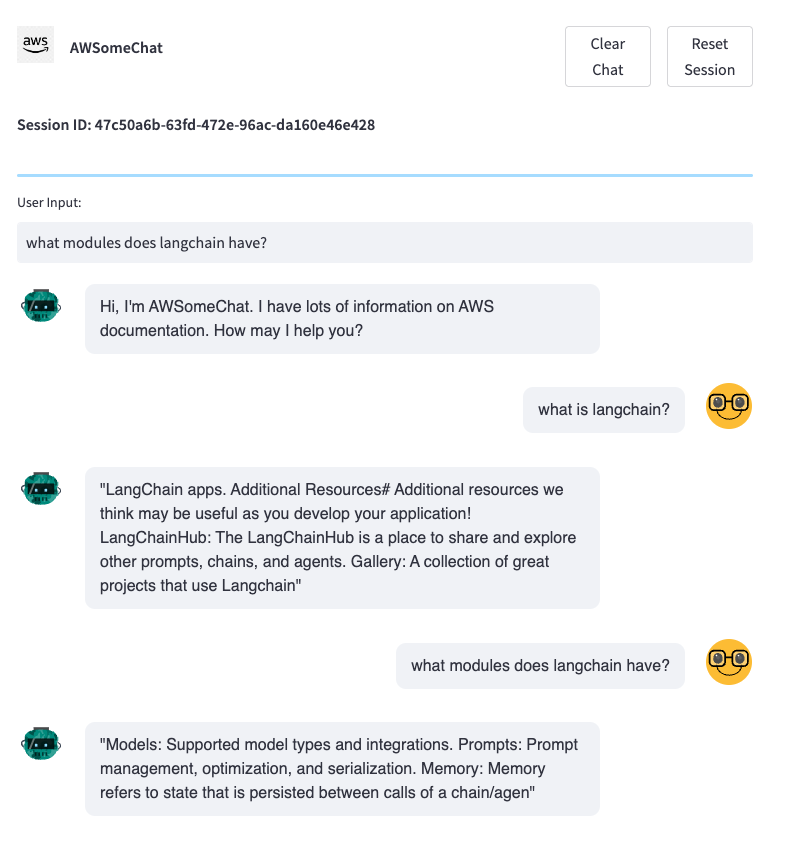 aws
AWSomeChat
Clear
Chat
Reset
Session
Session ID: 47c50a6b-63fd-472e-96ac-da160e46e428
User Input:
what modules does langchain have?
Hi, I'm AWSomeChat. I have lots of information on AWS
documentation. How may I help you?
what is langchain?
"LangChain apps. Additional Resources# Additional resources we
think may be useful as you develop your application!
LangChainHub: The LangChainHub is a place to share and explore
other prompts, chains, and agents. Gallery: A collection of great
projects that use Langchain"
what modules does langchain have?
"Models: Supported model types and integrations. Prompts: Prompt
management, optimization, and serialization. Memory: Memory
refers to state that is persisted between calls of a chain/agen"